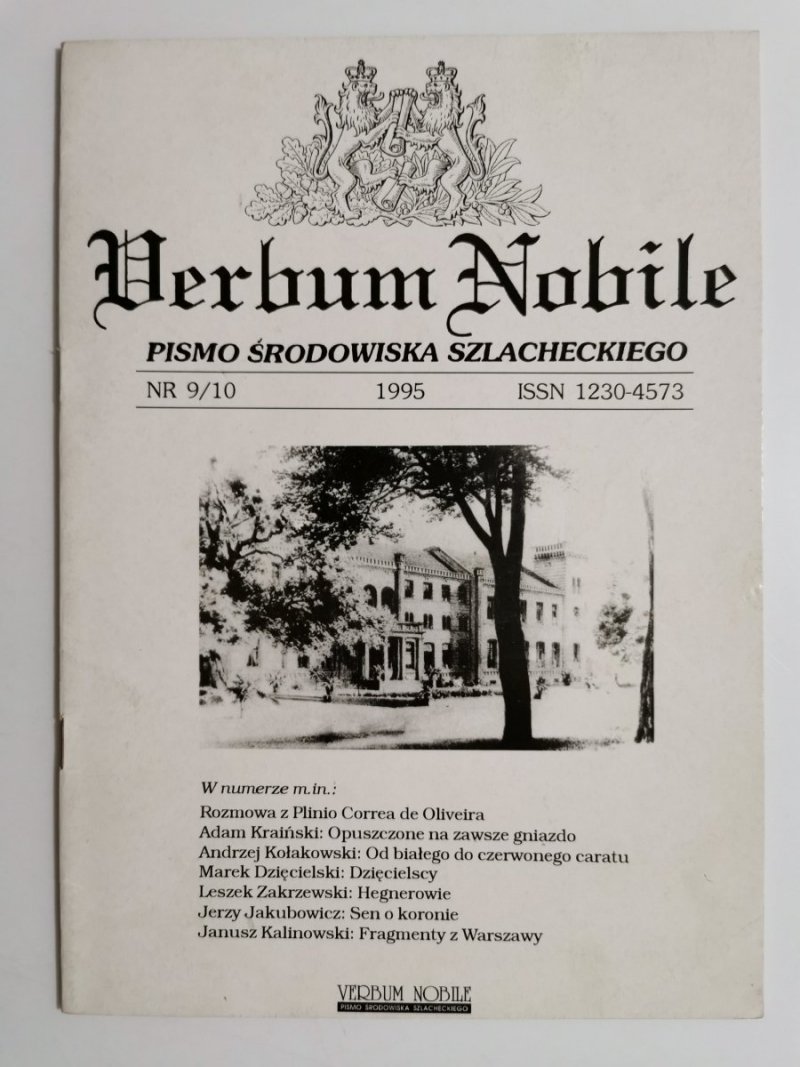 Verbum Nobile
PISMO ŚRODOWISKA SZLACHECKIEGO
NR 9/10 1995 ISSN 1230-4573
W numerze m.in.:
Rozmowa z Plinio Correa de Oliveira
Adam Kraiński: Opuszczone na zawsze gniazdo
Andrzej Kołakowski: Od białego do czerwonego caratu
Marek Dzięcielski: Dzięcielscy
Leszek Zakrzewski: Hegnerowie
Jerzy Jakubowicz: Sen o koronie
Janusz Kalinowski: Fragmenty z Warszawy
VERBUM NOBILE
PISMO ŚRODOWISKA SZLACHECKIEGO